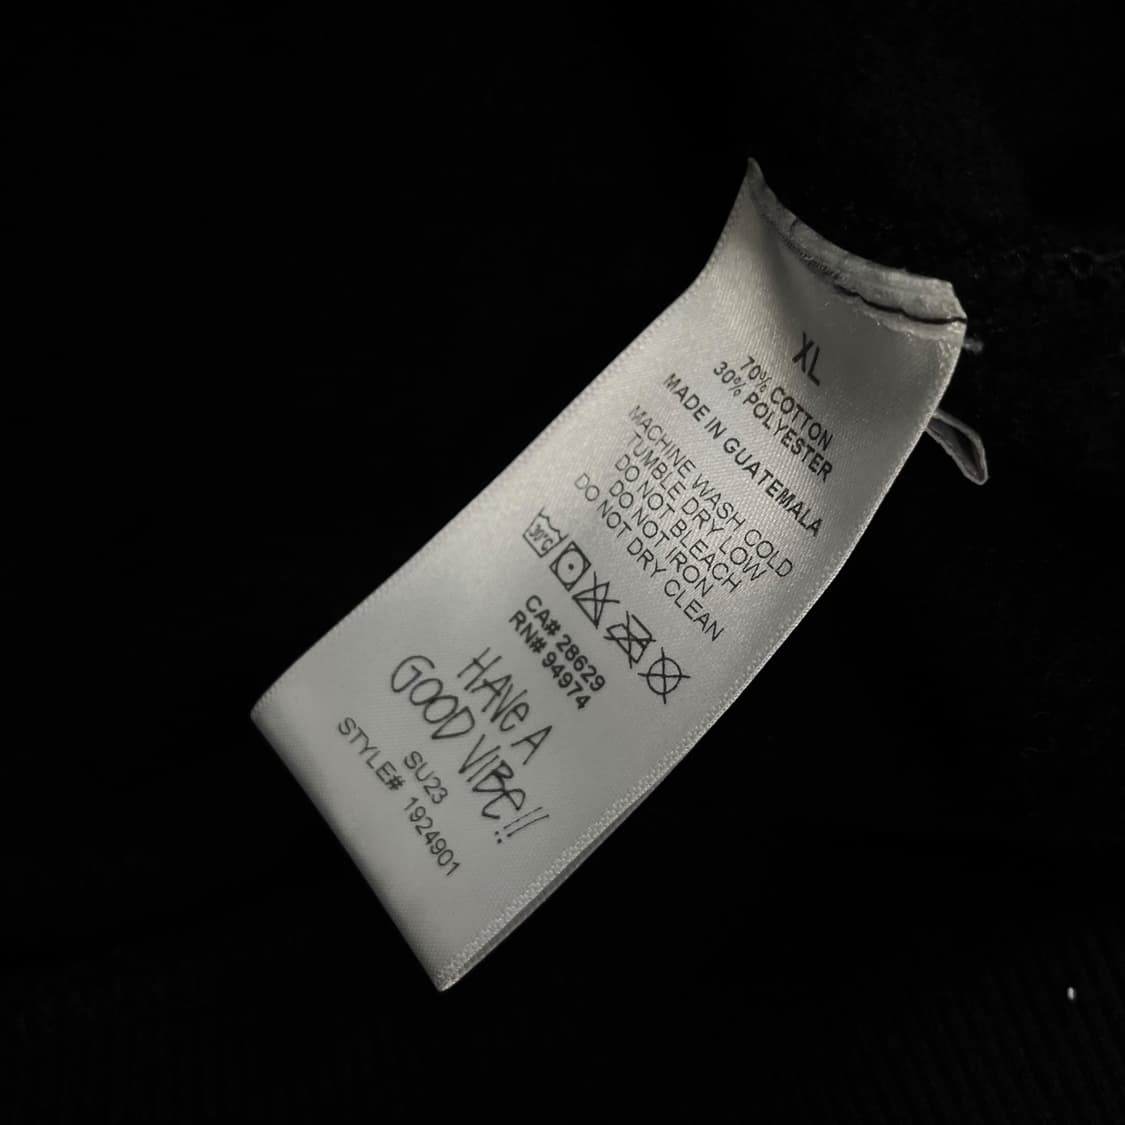 XL
70% COTTON
30% POLYESTER
MADE IN GUATEMALA
MACHINE WASH COLD
TUMBLE DRY LOW
DO NOT BLEACH
DO NOT IRON
DO NOT DRY CLEAN
30°C
CA# 28629
RN# 94974
HAVe A
GOOD VIBe!!
SU23
STYLE# 1924901